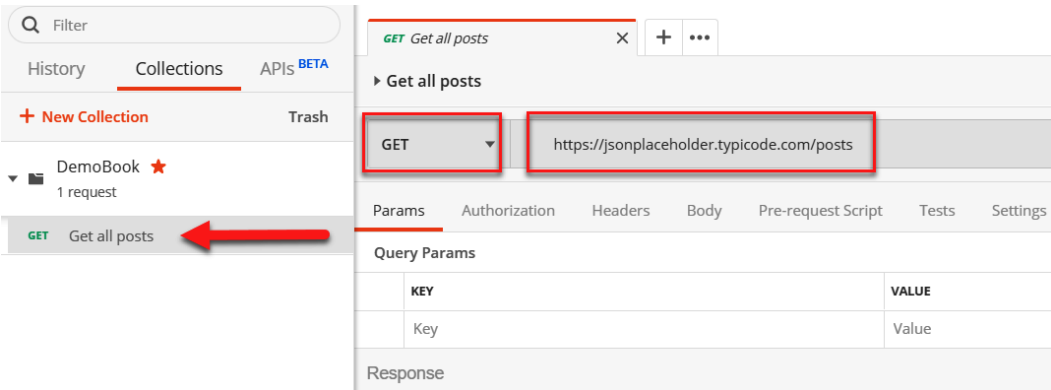 Filter
History Collections APIs BETA
+ New Collection Trash
DemoBook
1 request
GET Get all posts
GET Get all posts
Get all posts
GET https://jsonplaceholder.typicode.com/posts
Params Authorization Headers Body Pre-request Script Tests Settings
Query Params
KEY VALUE
Key Value
Response